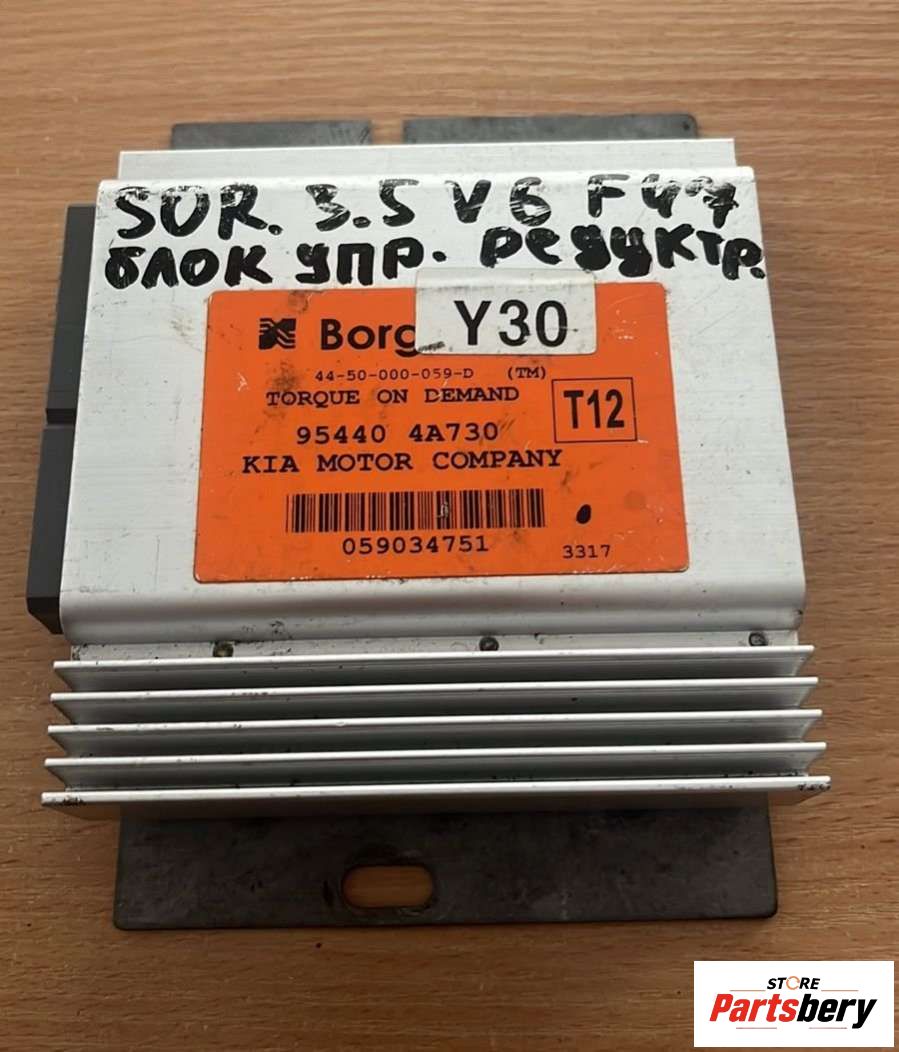 SOR. 3.5 V6 F47
БЛОК УПР. РЕДУКТР.
Borg Y30
44-50-000-059-D (TM)
TORQUE ON DEMAND
T12
95440 4A730
KIA MOTOR COMPANY
059034751
3317
STORE
Partsbery